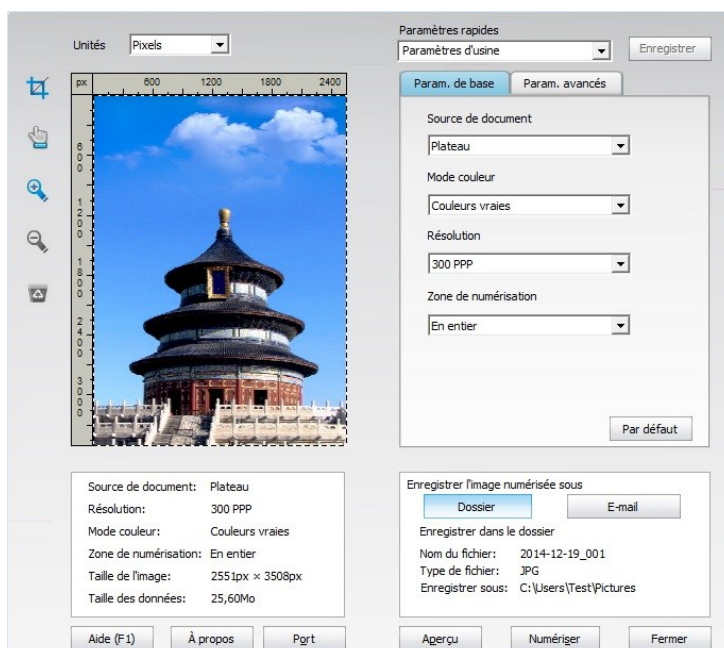 Unités
Pixels
Paramètres rapides
Paramètres d'usine
Enregistrer
px
600
1200
1800
2400
600
1200
1800
2400
3000
Param. de base
Param. avancés
Source de document
Plateau
Mode couleur
Couleurs vraies
Résolution
300 PPP
Zone de numérisation
En entier
Par défaut
Source de document: Plateau
Résolution: 300 PPP
Mode couleur: Couleurs vraies
Zone de numérisation: En entier
Taille de l'image: 2551px × 3508px
Taille des données: 25,60Mo
Enregistrer l'image numérisée sous
Dossier
E-mail
Enregistrer dans le dossier
Nom du fichier: 2014-12-19_001
Type de fichier: JPG
Enregistrer sous: C:\Users\Test\Pictures
Aide (F1)
À propos
Port
Aperçu
Numériser
Fermer